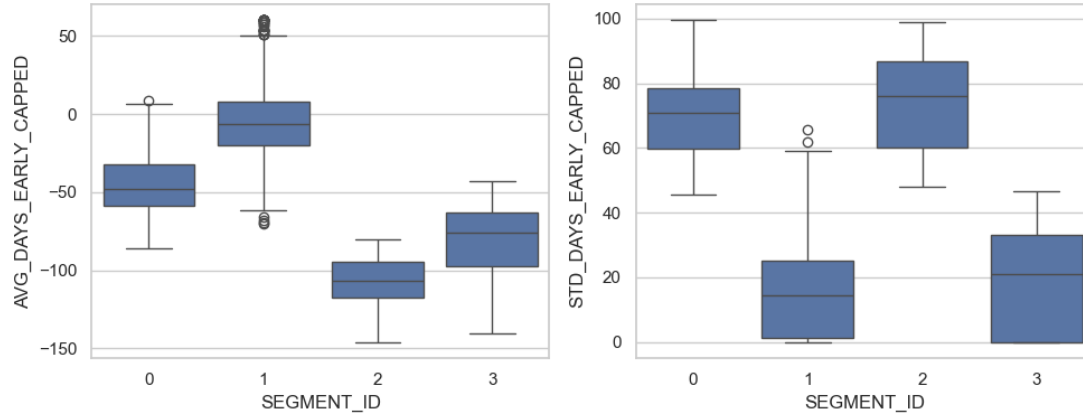 AVG_DAYS_EARLY_CAPPED
50
0
−50
−100
−150
0 1 2 3
SEGMENT_ID
STD_DAYS_EARLY_CAPPED
100
80
60
40
20
0
0 1 2 3
SEGMENT_ID